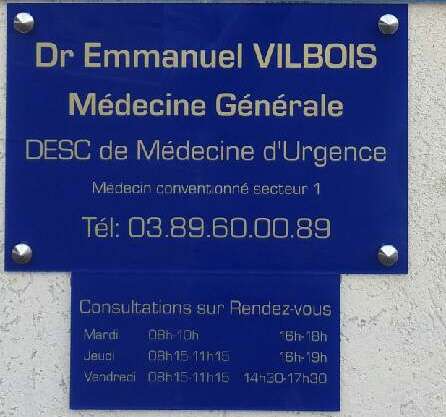 Dr Emmanuel VILBOIS
Médecine Générale
DESC de Médecine d'Urgence
Médecin conventionné secteur 1
Tél: 03.89.60.00.89
Consultations sur Rendez-vous
Mardi 08h-10h 16h-18h
Jeudi 08h15-11h15 16h-19h
Vendredi 08h15-11h15 14h30-17h30